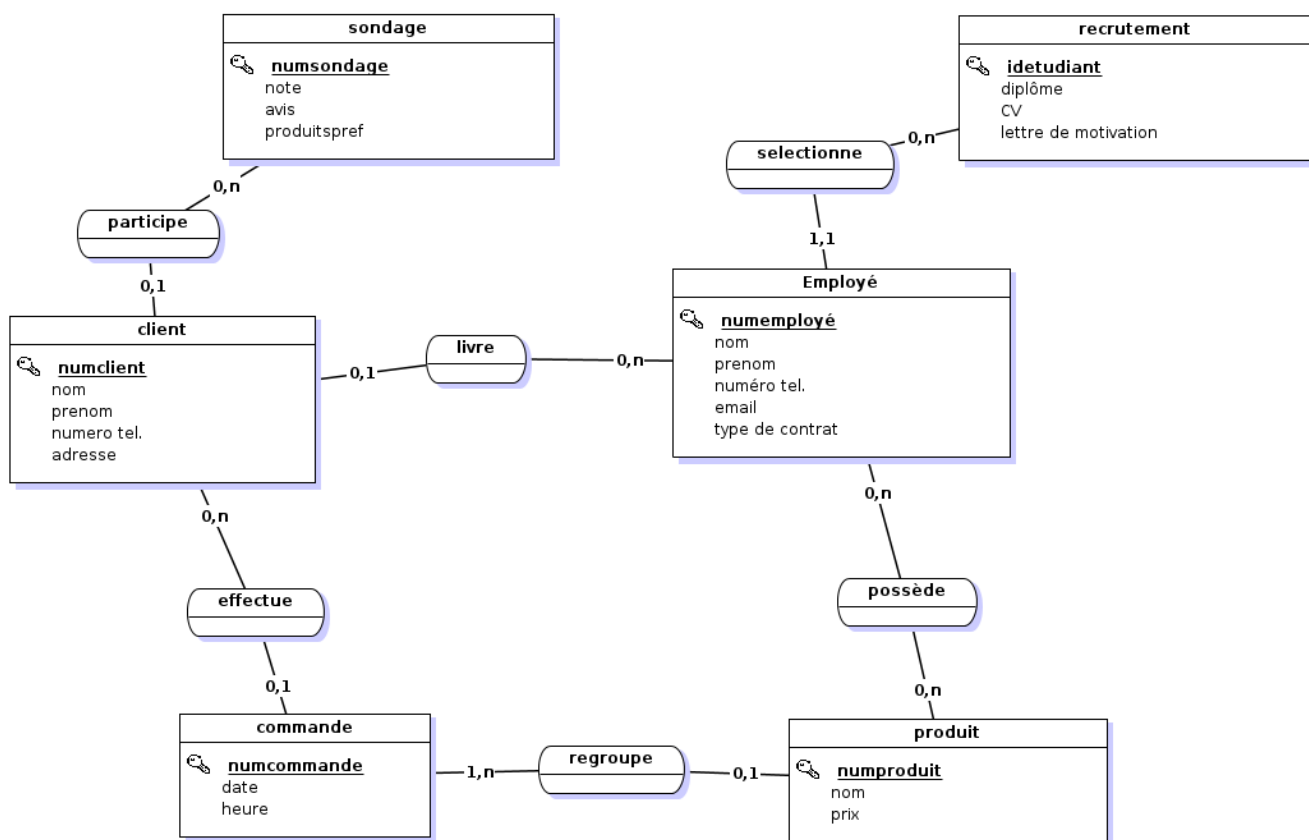 sondage
numsondage
note
avis
produitspref
recrutement
idetudiant
diplôme
CV
lettre de motivation
0,n
selectionne
0,n
participe
1,1
0,1
Employé
numemployé
nom
prenom
numéro tel.
email
type de contrat
client
numclient
nom
prenom
numero tel.
adresse
livre
0,1
0,n
0,n
0,n
effectue
possède
0,1
0,n
commande
numcommande
date
heure
regroupe
1,n
0,1
produit
numproduit
nom
prix